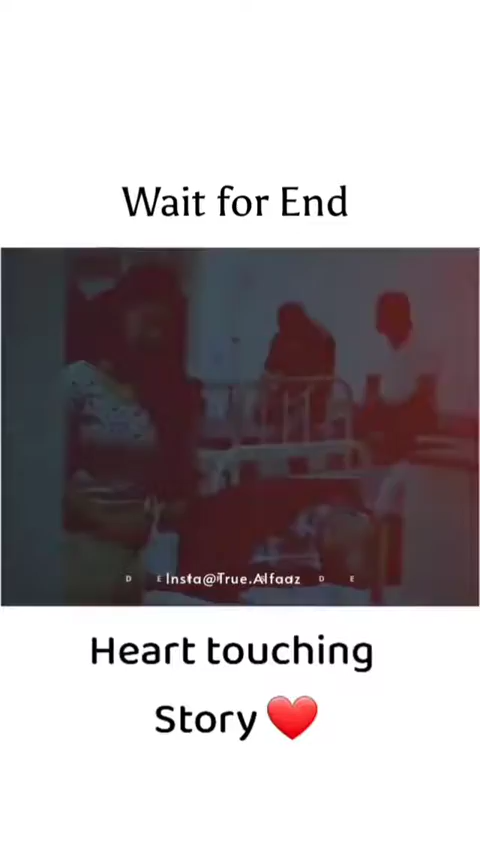 Wait for End
Insta@True.Alfaaz
Heart touching
Story ❤️